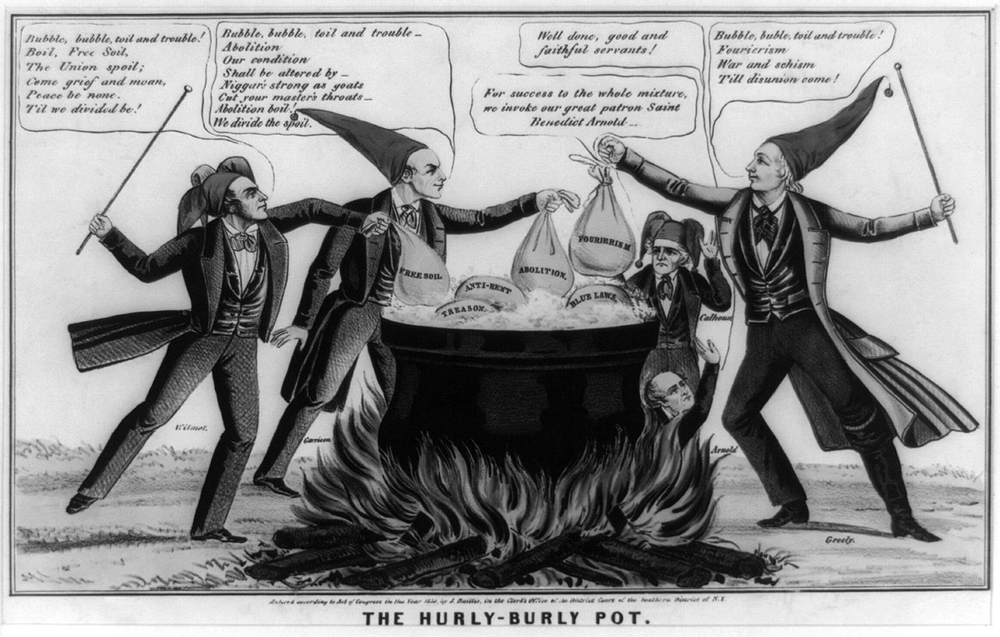 Bubble, bubble, toil and trouble!
Boil, Free Soil,
The Union spoil;
Come grief and moan,
Peace be none.
Til we divided be!
Bubble, bubble, toil and trouble —
Abolition
Our condition
Shall be altered by —
Niggars strong as goats
Cut your master's throats —
Abolition boil!
We divide the spoil.
Well done, good and
faithful servants!
For success to the whole mixture,
we invoke our great patron Saint
Benedict Arnold —
Bubble, buble, toil and trouble!
Fourierism
War and schism
Till disunion come!
FREE SOIL
ANTI-RENT
TREASON.
ABOLITION.
FOURIERISM
BLUE LAWS.
Calhoun
Wilmot.
Garrison.
Arnold
Greely.
Entered according to Act of Congress in the Year 1850, by J. Baillie, in the Clerk's Office of the District Court of the Southern District of N.Y.
THE HURLY-BURLY POT.